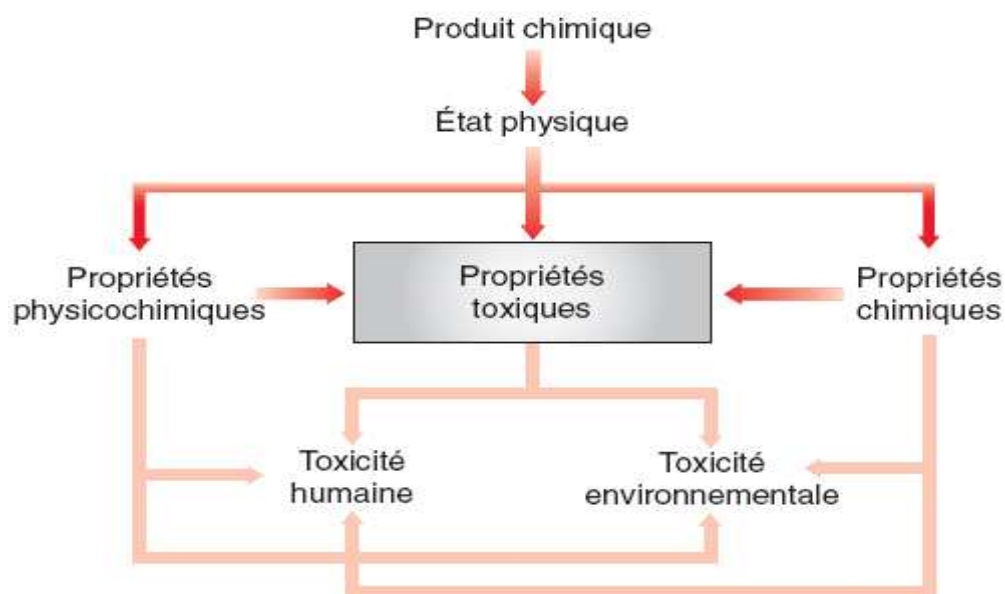 Produit chimique
État physique
Propriétés
physicochimiques
Propriétés
toxiques
Propriétés
chimiques
Toxicité
humaine
Toxicité
environnementale